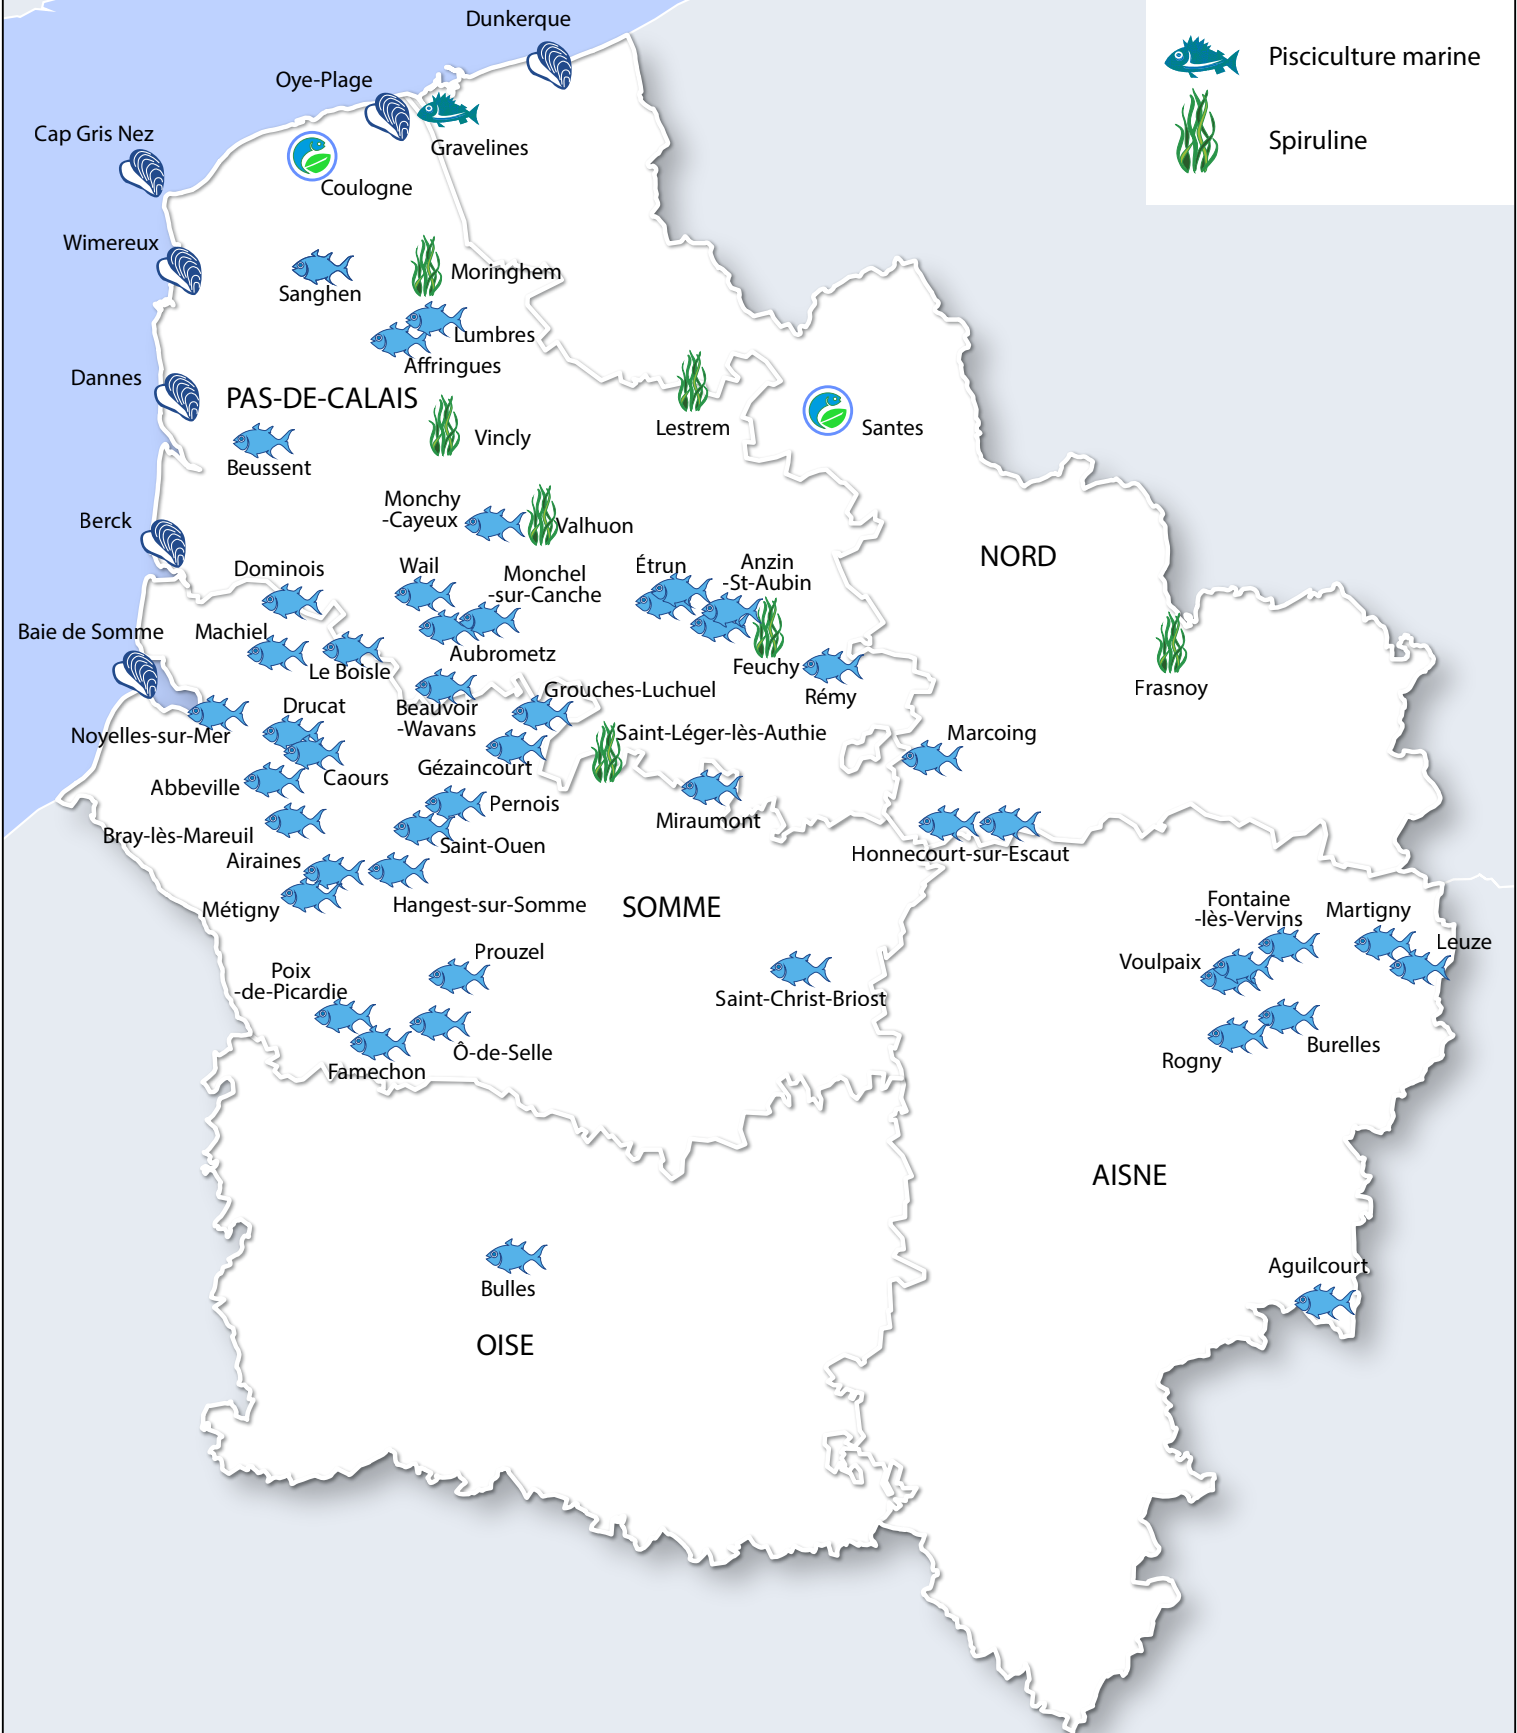 Dunkerque
Pisciculture marine
Oye-Plage
Cap Gris Nez
Gravelines
Spiruline
Coulogne
Wimereux
Moringhem
Sanghen
Lumbres
Affringues
Dannes
PAS-DE-CALAIS
Lestrem
Santes
Vincly
Beussent
Monchy
-Cayeux
Valhuon
Berck
NORD
Dominois
Wail
Monchel
-sur-Canche
Étrun
Anzin
-St-Aubin
Baie de Somme
Machiel
Aubrometz
Le Boisle
Feuchy
Rémy
Frasnoy
Grouches-Luchuel
Drucat
Beauvoir
-Wavans
Noyelles-sur-Mer
Saint-Léger-lès-Authie
Marcoing
Gézaincourt
Caours
Abbeville
Pernois
Miraumont
Bray-lès-Mareuil
Saint-Ouen
Honnecourt-sur-Escaut
Airaines
Métigny
Hangest-sur-Somme
SOMME
Fontaine
-lès-Vervins
Martigny
Leuze
Prouzel
Voulpaix
Poix
-de-Picardie
Saint-Christ-Briost
Ô-de-Selle
Burelles
Rogny
Famechon
AISNE
Aguilcourt
Bulles
OISE